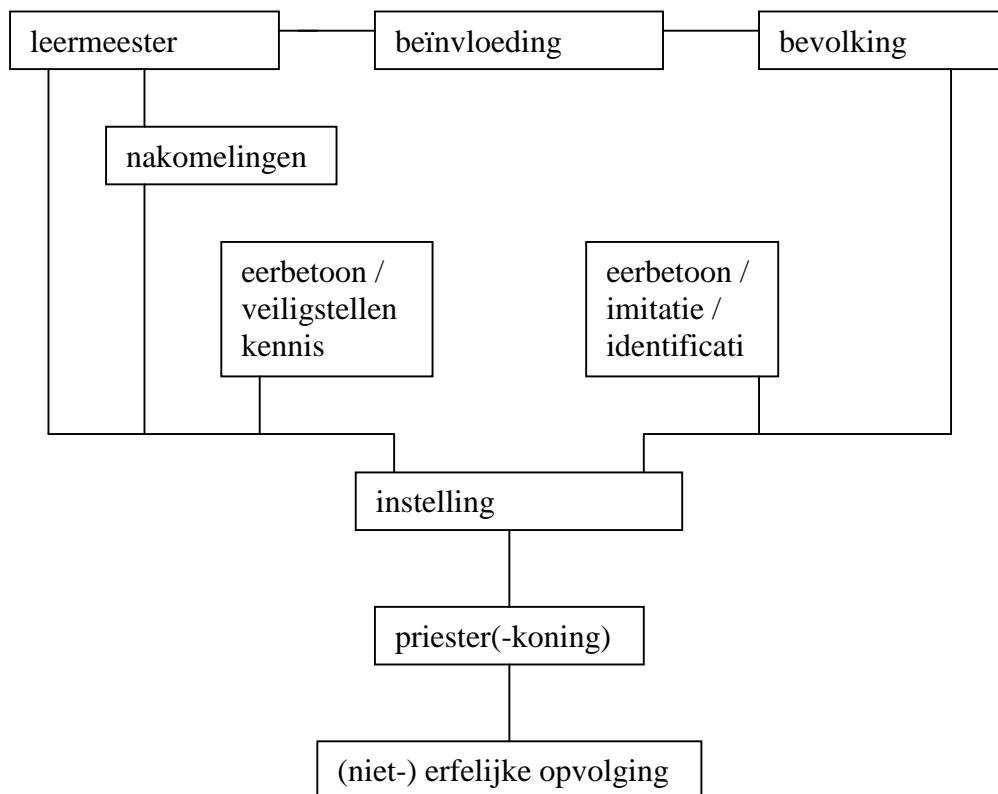 leermeester
beïnvloeding
bevolking
nakomelingen
eerbetoon /
veiligstellen
kennis
eerbetoon /
imitatie /
identificati
instelling
priester(-koning)
(niet-) erfelijke opvolging